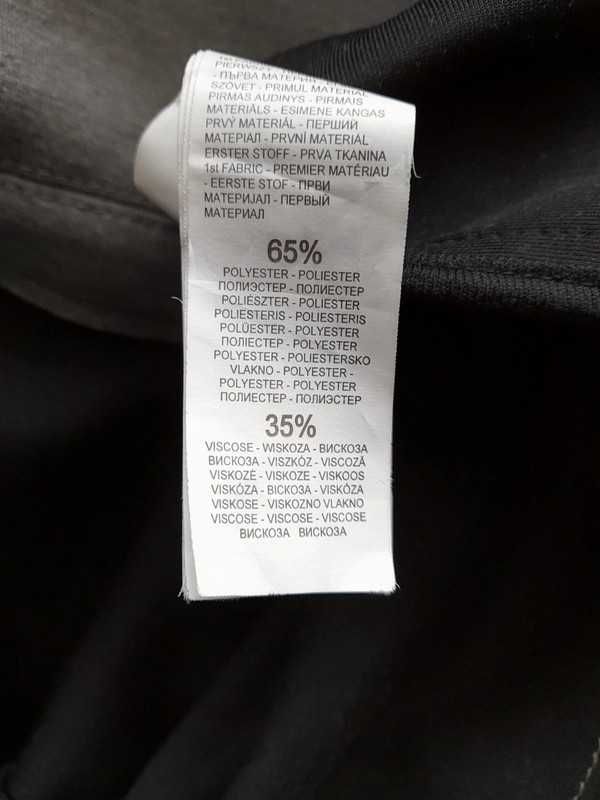 PIERWSZY
- ПЪРВА МАТЕРИЯ
SZÖVET - PRIMUL MATERIAL
PIRMAS AUDINYS - PIRMAIS
MATERIĀLS - ESIMENE KANGAS
PRVÝ MATERIÁL - ПЕРШИЙ
МАТЕРІАЛ - PRVNÍ MATERIÁL
ERSTER STOFF - PRVA TKANINA
1st FABRIC - PREMIER MATÉRIAU
- EERSTE STOF - ПРВИ
МАТЕРИЈАЛ - ПЕРВЫЙ
МАТЕРИАЛ
65%
POLYESTER - POLIESTER
ПОЛИЭСТЕР - ПОЛИЕСТЕР
POLIÉSZTER - POLIESTER
POLIESTERIS - POLIESTERIS
POLÜESTER - POLYESTER
ПОЛІЕСТЕР - POLYESTER
POLYESTER - POLIESTERSKO
VLAKNO - POLYESTER -
POLYESTER - POLYESTER
ПОЛИЕСТЕР - ПОЛИЭСТЕР
35%
VISCOSE - WISKOZA - ВИСКОЗА
ВИСКОЗА - VISZKÓZ - VISCOZĂ
VISKOZĖ - VISKOZE - VISKOOS
VISKÓZA - ВІСКОЗА - VISKÓZA
VISKOSE - VISKOZNO VLAKNO
VISCOSE - VISCOSE - VISCOSE
ВИСКОЗА ВИСКОЗА